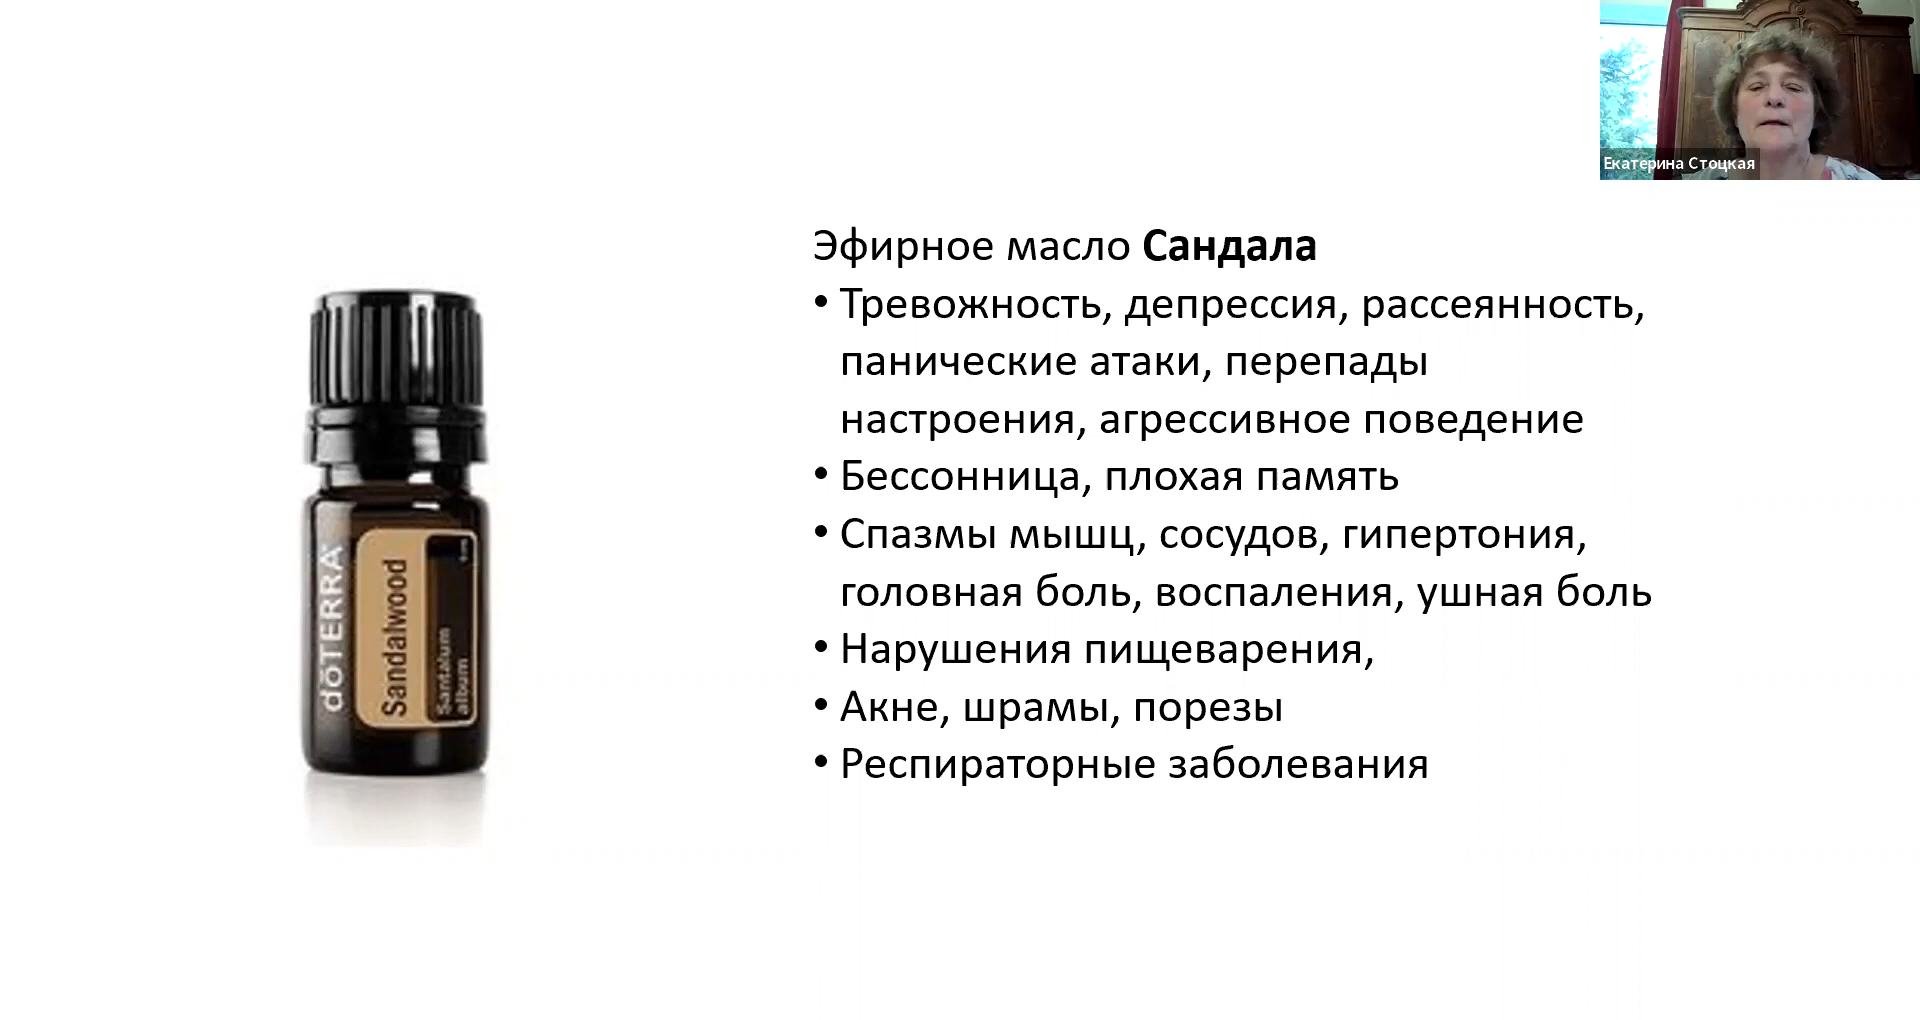 Екатерина Стоцкая
Эфирное масло Сандала
• Тревожность, депрессия, рассеянность,
панические атаки, перепады
настроения, агрессивное поведение
• Бессонница, плохая память
• Спазмы мышц, сосудов, гипертония,
головная боль, воспаления, ушная боль
• Нарушения пищеварения,
• Акне, шрамы, порезы
• Респираторные заболевания
dōTERRA
Sandalwood
Santalum
album